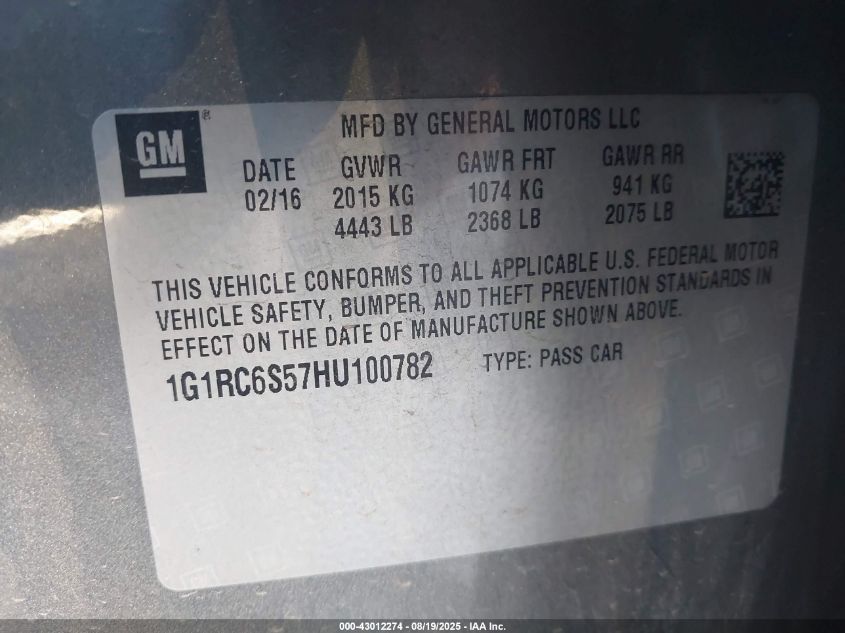 GM®
MFD BY GENERAL MOTORS LLC
DATE GVWR GAWR FRT GAWR RR
02/16 2015 KG 1074 KG 941 KG
4443 LB 2368 LB 2075 LB
THIS VEHICLE CONFORMS TO ALL APPLICABLE U.S. FEDERAL MOTOR
VEHICLE SAFETY, BUMPER, AND THEFT PREVENTION STANDARDS IN
EFFECT ON THE DATE OF MANUFACTURE SHOWN ABOVE.
1G1RC6S57HU100782 TYPE: PASS CAR
000-43012274 - 08/19/2025 - IAA Inc.